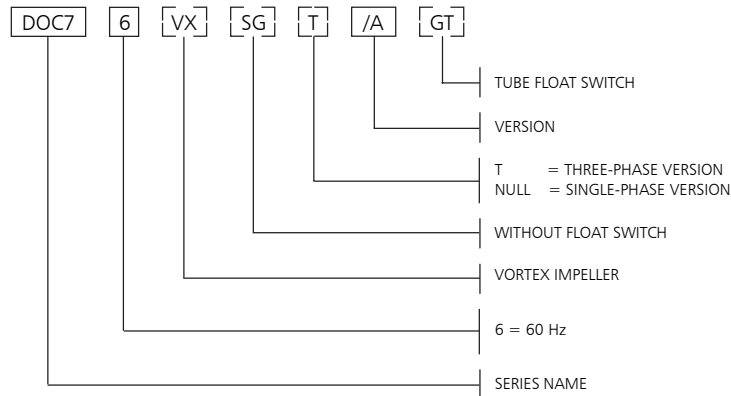 DOC7 6 VX SG T /A GT
TUBE FLOAT SWITCH
VERSION
T = THREE-PHASE VERSION
NULL = SINGLE-PHASE VERSION
WITHOUT FLOAT SWITCH
VORTEX IMPELLER
6 = 60 Hz
SERIES NAME